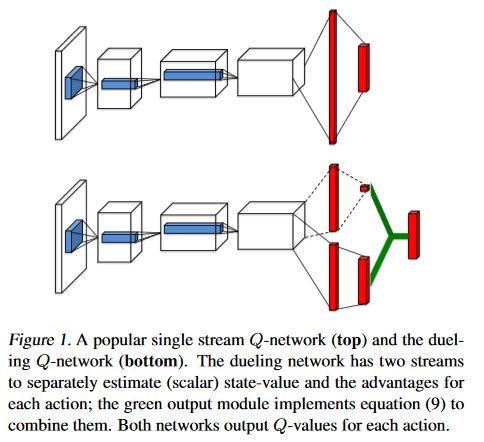 Figure 1. A popular single stream Q-network (top) and the duel-
ing Q-network (bottom). The dueling network has two streams
to separately estimate (scalar) state-value and the advantages for
each action; the green output module implements equation (9) to
combine them. Both networks output Q-values for each action.